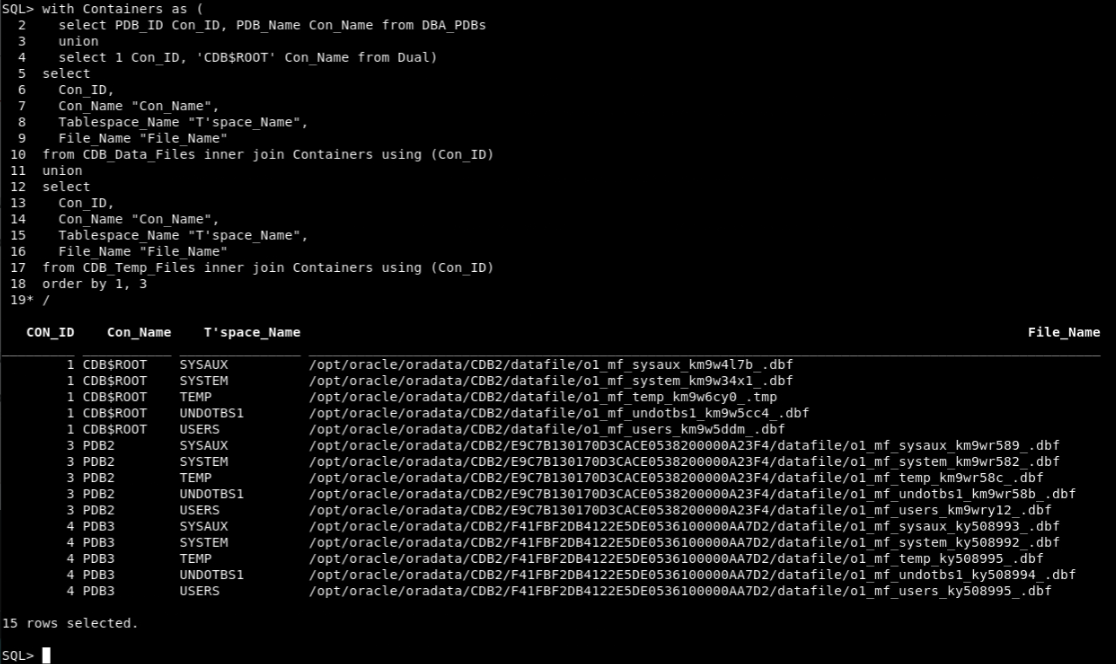 SQL> with Containers as (
  2    select PDB_ID Con_ID, PDB_Name Con_Name from DBA_PDBs
  3    union
  4    select 1 Con_ID, 'CDB$ROOT' Con_Name from Dual)
  5  select
  6    Con_ID,
  7    Con_Name "Con_Name",
  8    Tablespace_Name "T'space_Name",
  9    File_Name "File_Name"
 10  from CDB_Data_Files inner join Containers using (Con_ID)
 11  union
 12  select
 13    Con_ID,
 14    Con_Name "Con_Name",
 15    Tablespace_Name "T'space_Name",
 16    File_Name "File_Name"
 17  from CDB_Temp_Files inner join Containers using (Con_ID)
 18  order by 1, 3
 19* /
CON_ID Con_Name T'space_Name File_Name
1 CDB$ROOT SYSAUX /opt/oracle/oradata/CDB2/datafile/o1_mf_sysaux_km9w4l7b_.dbf
1 CDB$ROOT SYSTEM /opt/oracle/oradata/CDB2/datafile/o1_mf_system_km9w34x1_.dbf
1 CDB$ROOT TEMP /opt/oracle/oradata/CDB2/datafile/o1_mf_temp_km9w6cy0_.tmp
1 CDB$ROOT UNDOTBS1 /opt/oracle/oradata/CDB2/datafile/o1_mf_undotbs1_km9w5cc4_.dbf
1 CDB$ROOT USERS /opt/oracle/oradata/CDB2/datafile/o1_mf_users_km9w5ddm_.dbf
3 PDB2 SYSAUX /opt/oracle/oradata/CDB2/E9C7B130170D3CACE0538200000A23F4/datafile/o1_mf_sysaux_km9wr589_.dbf
3 PDB2 SYSTEM /opt/oracle/oradata/CDB2/E9C7B130170D3CACE0538200000A23F4/datafile/o1_mf_system_km9wr582_.dbf
3 PDB2 TEMP /opt/oracle/oradata/CDB2/E9C7B130170D3CACE0538200000A23F4/datafile/o1_mf_temp_km9wr58c_.dbf
3 PDB2 UNDOTBS1 /opt/oracle/oradata/CDB2/E9C7B130170D3CACE0538200000A23F4/datafile/o1_mf_undotbs1_km9wr58b_.dbf
3 PDB2 USERS /opt/oracle/oradata/CDB2/E9C7B130170D3CACE0538200000A23F4/datafile/o1_mf_users_km9wry12_.dbf
4 PDB3 SYSAUX /opt/oracle/oradata/CDB2/F41FBF2DB4122E5DE0536100000AA7D2/datafile/o1_mf_sysaux_ky508993_.dbf
4 PDB3 SYSTEM /opt/oracle/oradata/CDB2/F41FBF2DB4122E5DE0536100000AA7D2/datafile/o1_mf_system_ky508992_.dbf
4 PDB3 TEMP /opt/oracle/oradata/CDB2/F41FBF2DB4122E5DE0536100000AA7D2/datafile/o1_mf_temp_ky508995_.dbf
4 PDB3 UNDOTBS1 /opt/oracle/oradata/CDB2/F41FBF2DB4122E5DE0536100000AA7D2/datafile/o1_mf_undotbs1_ky508994_.dbf
4 PDB3 USERS /opt/oracle/oradata/CDB2/F41FBF2DB4122E5DE0536100000AA7D2/datafile/o1_mf_users_ky508995_.dbf
15 rows selected.
SQL>